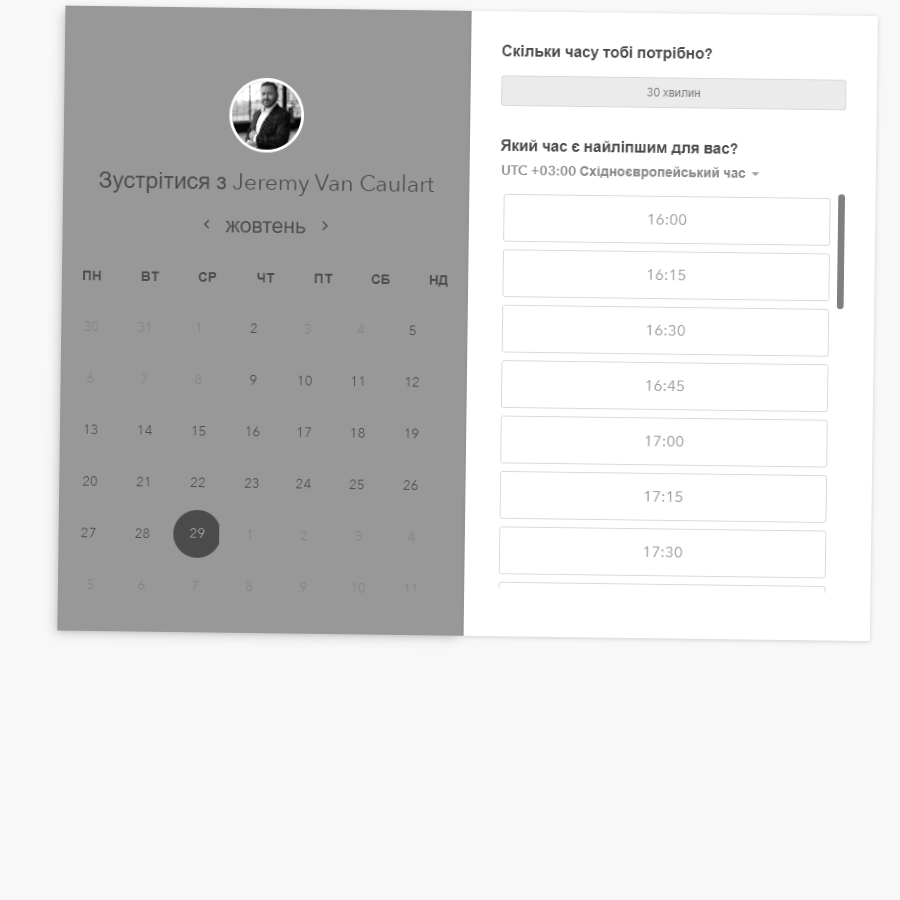 Зустрітися з Jeremy Van Caulart
жовтень
ПН ВТ СР ЧТ ПТ СБ НД
30 31 1 2 3 4 5
6 7 8 9 10 11 12
13 14 15 16 17 18 19
20 21 22 23 24 25 26
27 28 29 1 2 3 4
5 6 7 8 9 10 11
Скільки часу тобі потрібно?
30 хвилин
Який час є найліпшим для вас?
UTC +03:00 Східноєвропейський час
16:00
16:15
16:30
16:45
17:00
17:15
17:30